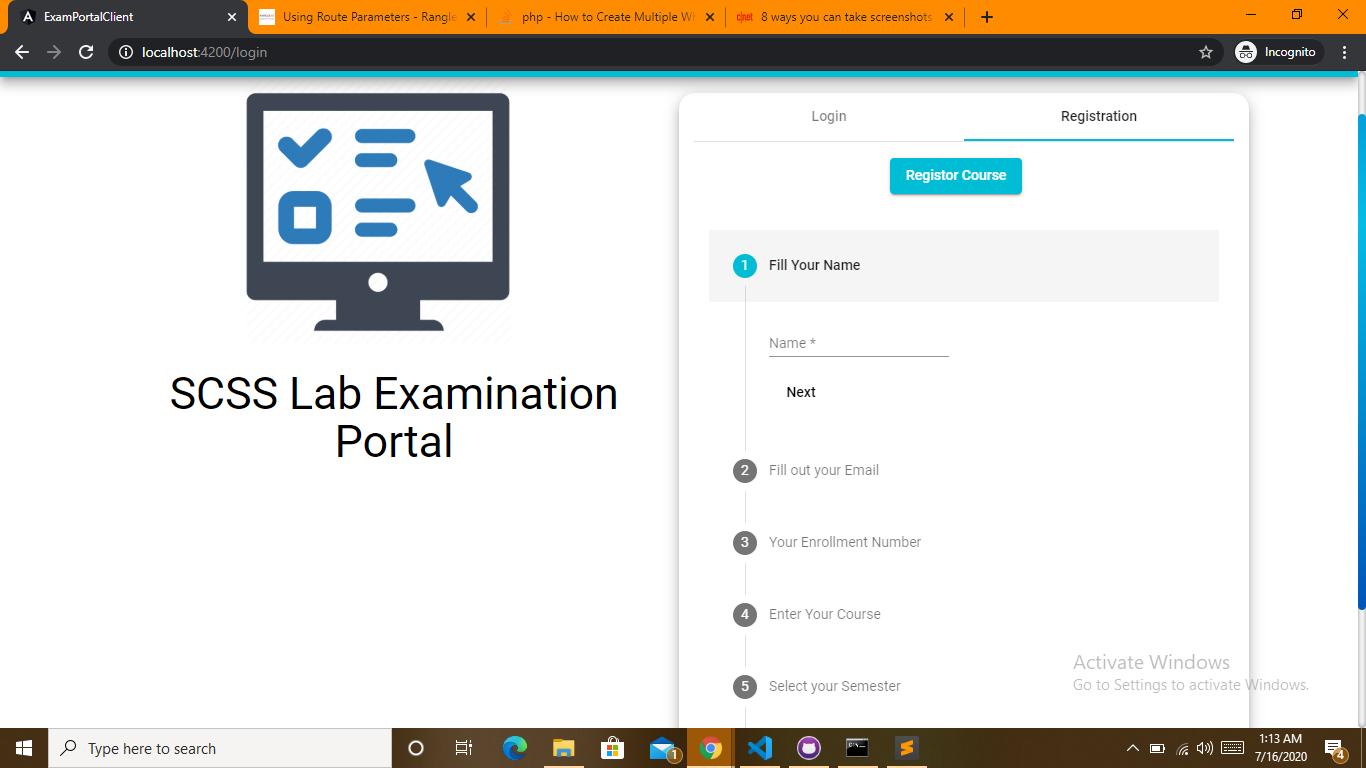 ExamPortalClient
Using Route Parameters - Rangle
php - How to Create Multiple Wh
c|net 8 ways you can take screenshots
localhost:4200/login
Incognito
Login
Registration
Registor Course
1 Fill Your Name
Name *
Next
2 Fill out your Email
3 Your Enrollment Number
4 Enter Your Course
5 Select your Semester
SCSS Lab Examination
Portal
Activate Windows
Go to Settings to activate Windows.
Type here to search
1
1:13 AM
7/16/2020
4